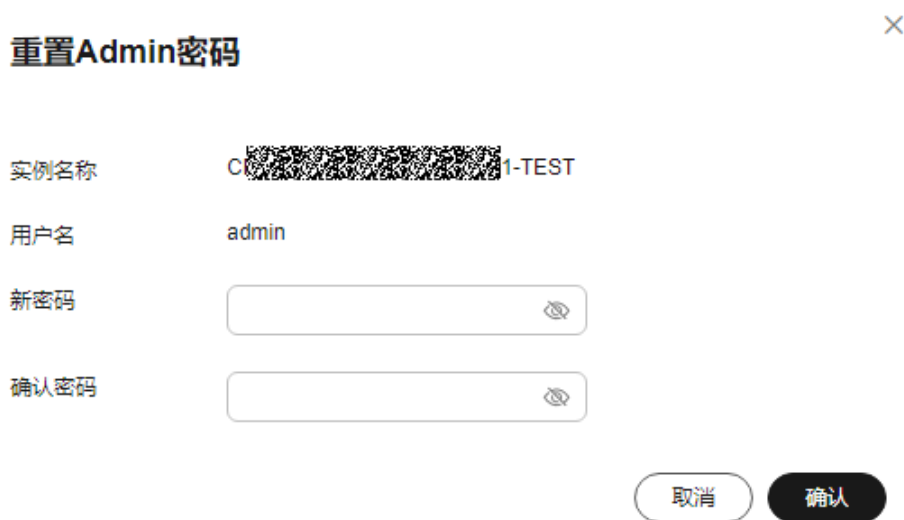 重置Admin密码
实例名称 1-TEST
用户名 admin
新密码
确认密码
取消 确认